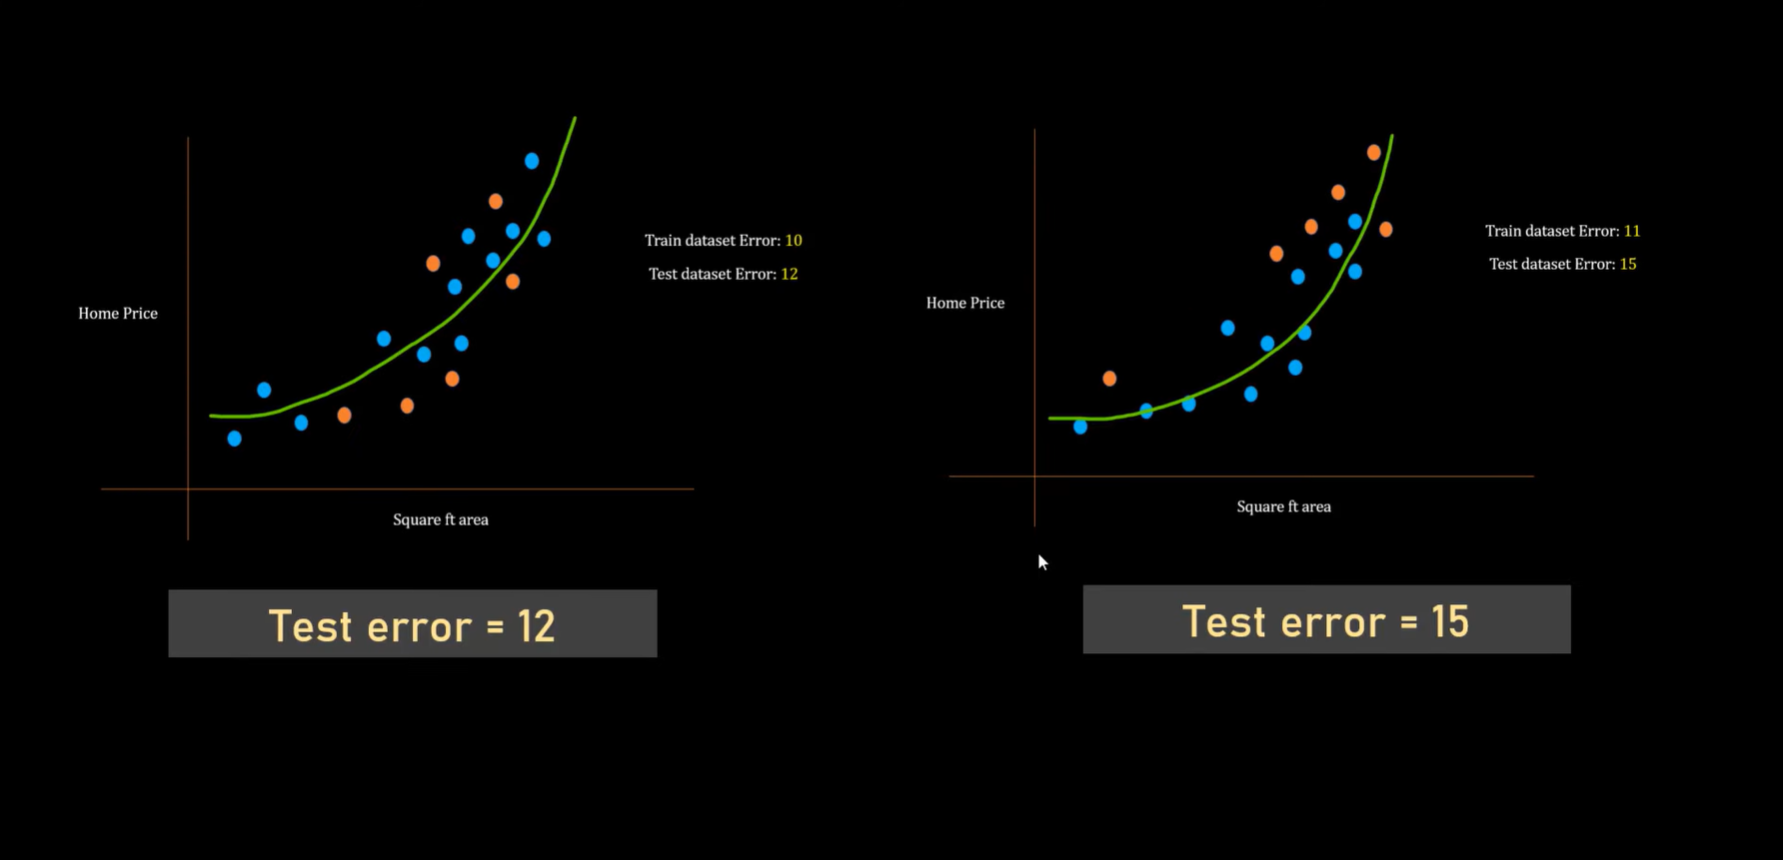 Train dataset Error: 10
Test dataset Error: 12
Home Price
Square ft area
Test error = 12
Train dataset Error: 11
Test dataset Error: 15
Home Price
Square ft area
Test error = 15